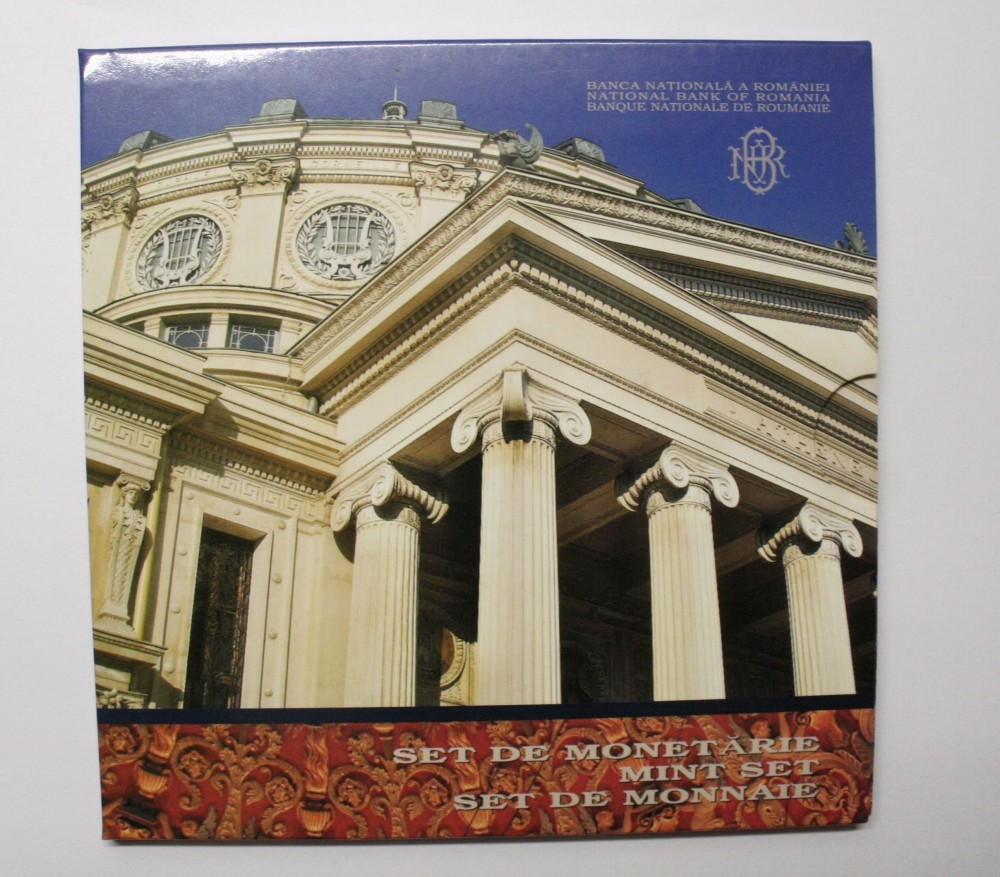 BANCA NAȚIONALĂ A ROMÂNIEI
NATIONAL BANK OF ROMANIA
BANQUE NATIONALE DE ROUMANIE
SET DE MONETĂRIE
MINT SET
SET DE MONNAIE